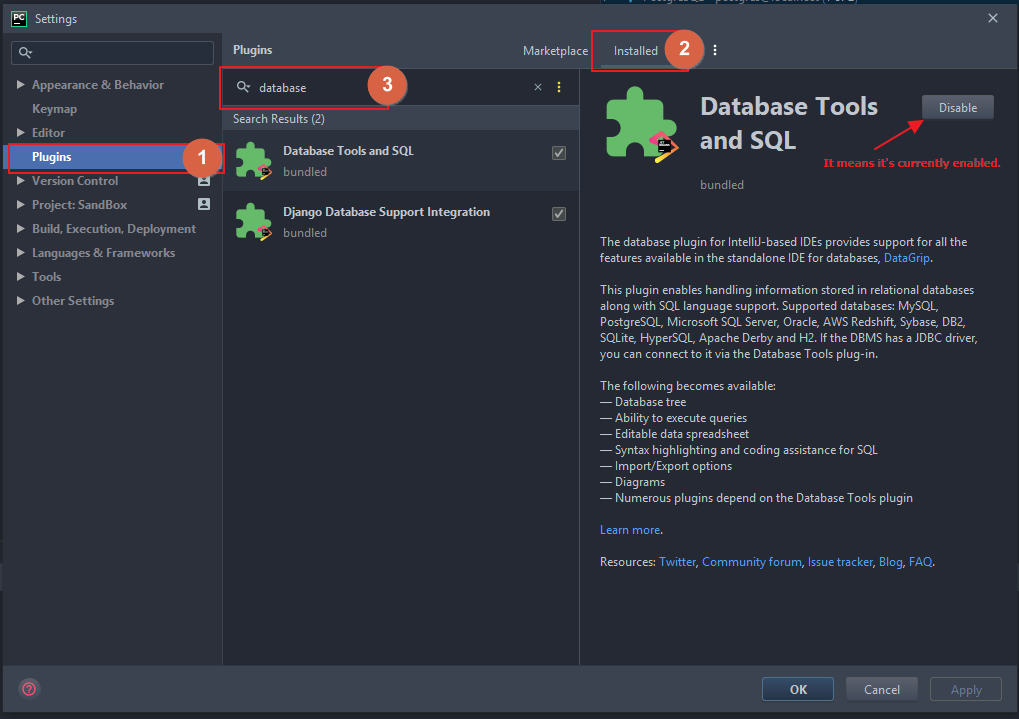 PC Settings
Appearance & Behavior
Keymap
Editor
Plugins 1
Version Control
Project: SandBox
Build, Execution, Deployment
Languages & Frameworks
Tools
Other Settings
Plugins
Marketplace Installed 2
database 3
Search Results (2)
Database Tools and SQL
bundled
Django Database Support Integration
bundled
Database Tools
and SQL
Disable
It means it's currently enabled.
bundled
The database plugin for IntelliJ-based IDEs provides support for all the
features available in the standalone IDE for databases, DataGrip.
This plugin enables handling information stored in relational databases
along with SQL language support. Supported databases: MySQL,
PostgreSQL, Microsoft SQL Server, Oracle, AWS Redshift, Sybase, DB2,
SQLite, HyperSQL, Apache Derby and H2. If the DBMS has a JDBC driver,
you can connect to it via the Database Tools plug-in.
The following becomes available:
— Database tree
— Ability to execute queries
— Editable data spreadsheet
— Syntax highlighting and coding assistance for SQL
— Import/Export options
— Diagrams
— Numerous plugins depend on the Database Tools plugin
Learn more.
Resources: Twitter, Community forum, Issue tracker, Blog, FAQ.
?
OK Cancel Apply